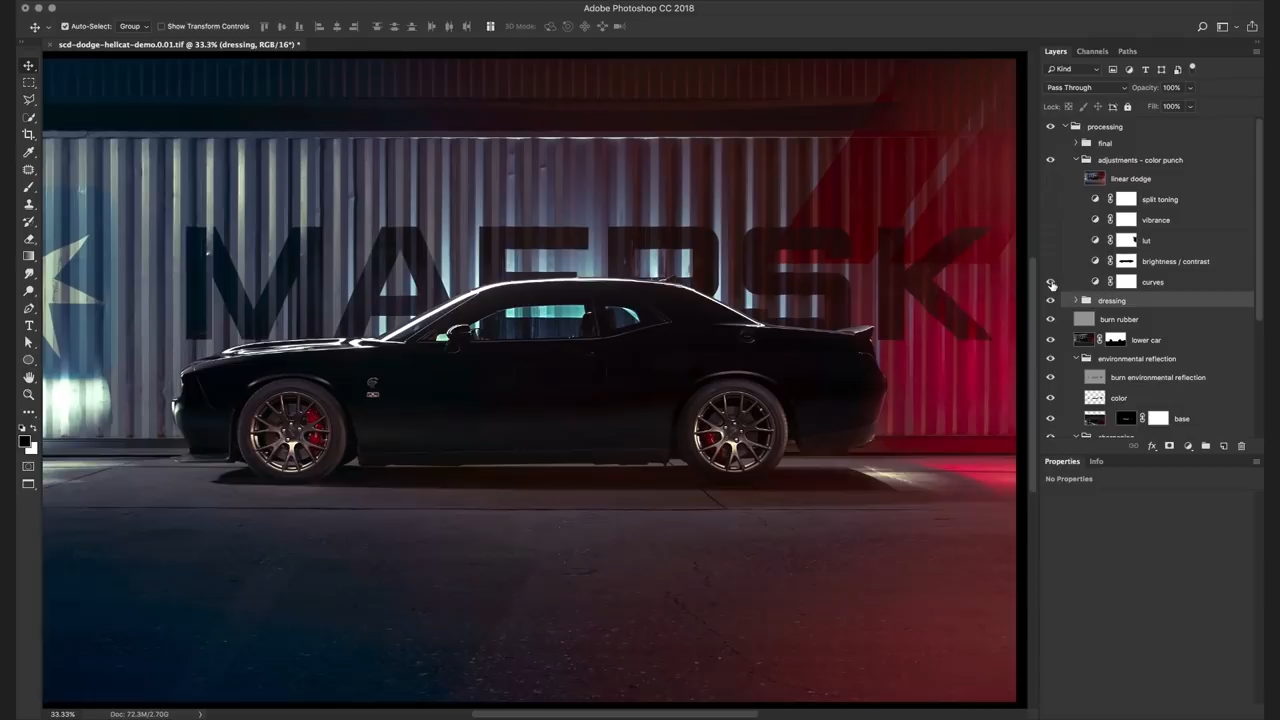 Adobe Photoshop CC 2018
Auto-Select: Group Show Transform Controls 3D Mode:
scd-dodge-hellcat-demo.0.01.tif @ 33.3% (dressing, RGB/16*) *
Layers Channels Paths
Kind
Pass Through Opacity: 100%
Lock: Fill: 100%
processing
final
adjustments - color punch
linear dodge
split toning
vibrance
lut
brightness / contrast
curves
dressing
burn rubber
lower car
environmental reflection
burn environmental reflection
color
base
sharpening
Properties Info
No Properties
MAERSK
33.33% Doc: 72.3M/2.70G